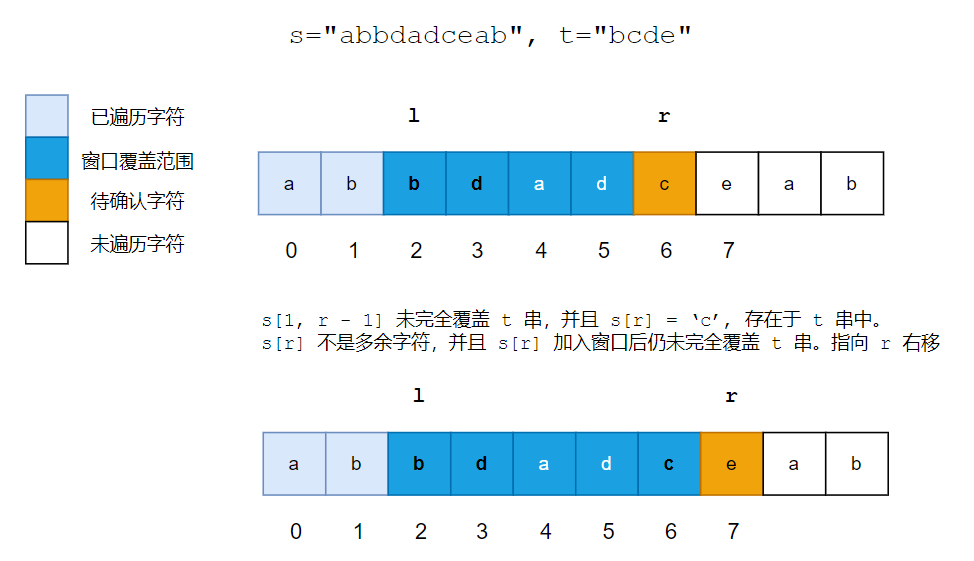 s="abbdadceab", t="bcde"
已遍历字符
窗口覆盖范围
待确认字符
未遍历字符
l r
a b b d a d c e a b
0 1 2 3 4 5 6 7
s[l, r - 1] 未完全覆盖 t 串，并且 s[r] = ‘c’, 存在于 t 串中。
s[r] 不是多余字符，并且 s[r] 加入窗口后仍未完全覆盖 t 串。指向 r 右移
l r
a b b d a d c e a b
0 1 2 3 4 5 6 7